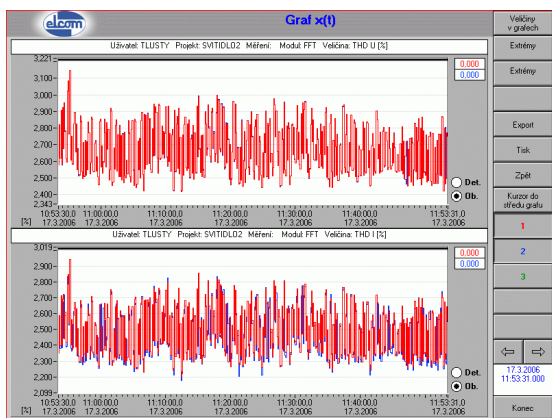 elcom
Graf x(t)
Uživatel: TLUSTY Projekt: SVITIDLO2 Měření: Modul: FFT Veličina: THD U [%]
3,221
3,100
3,000
2,900
2,800
2,700
2,600
2,500
2,400
2,343
[%]
10:53:30,0 11:00:00,0 11:10:00,0 11:20:00,0 11:30:00,0 11:40:00,0 11:53:31,0
17.3.2006 17.3.2006 17.3.2006 17.3.2006 17.3.2006 17.3.2006 17.3.2006
0,000
0,000
Det.
Ob.
Uživatel: TLUSTY Projekt: SVITIDLO2 Měření: Modul: FFT Veličina: THD I [%]
3,019
2,900
2,800
2,700
2,600
2,500
2,400
2,300
2,200
2,099
[%]
10:53:30,0 11:00:00,0 11:10:00,0 11:20:00,0 11:30:00,0 11:40:00,0 11:53:31,0
17.3.2006 17.3.2006 17.3.2006 17.3.2006 17.3.2006 17.3.2006 17.3.2006
0,000
0,000
Det.
Ob.
Veličiny
v grafech
Extrémy
Extrémy
Export
Tisk
Zpět
Kurzor do
středu grafu
1
2
3
17.3.2006
11:53:31.000
Konec